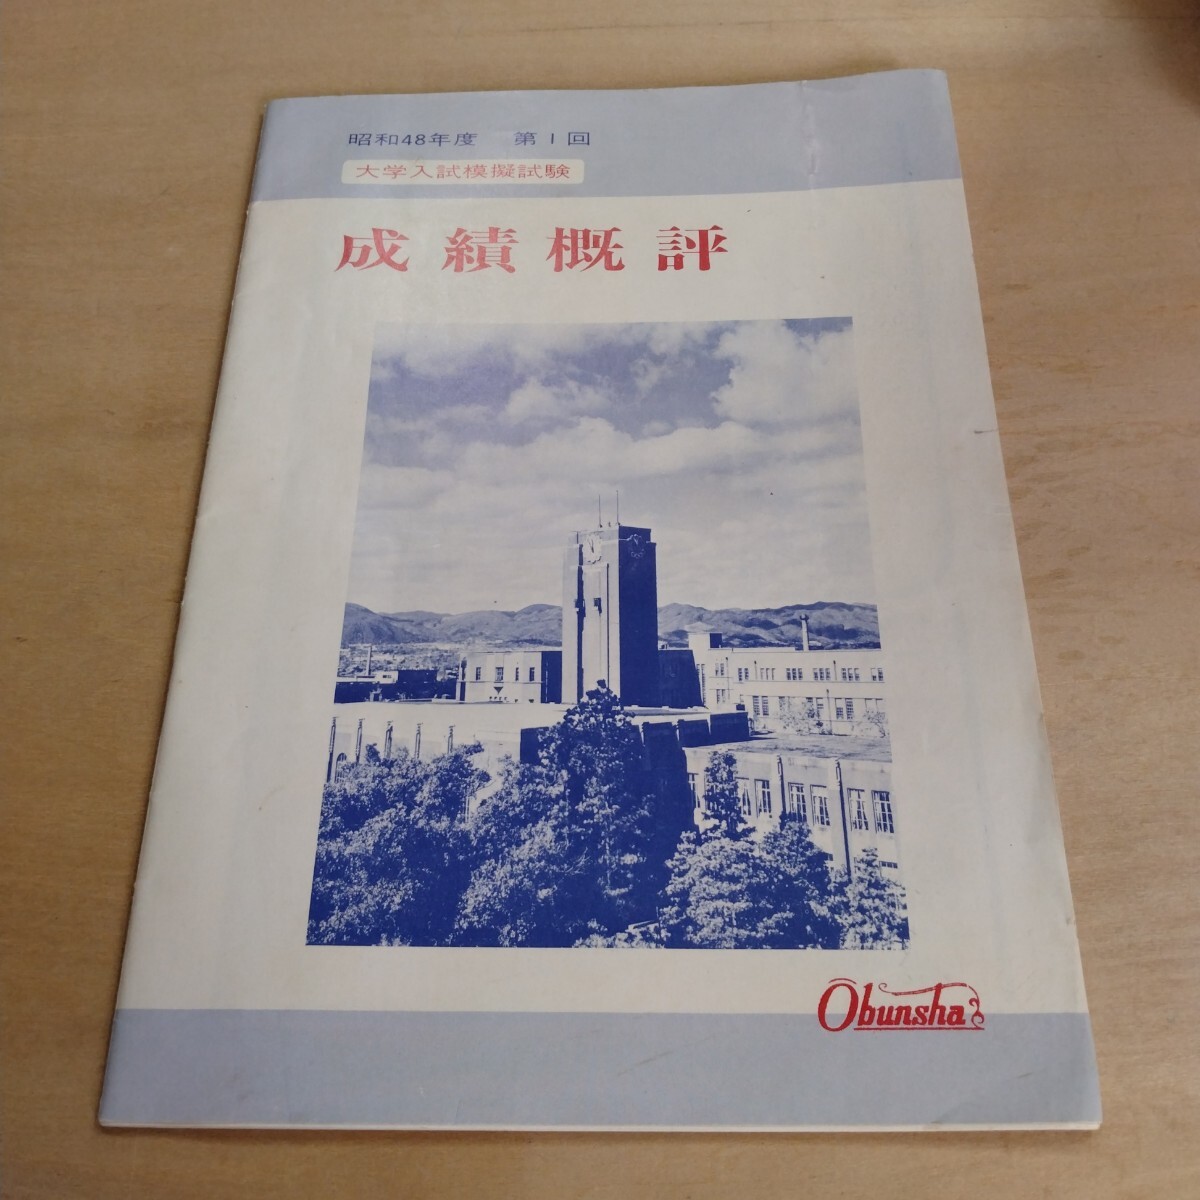 昭和48年度 第1回
大学入試模擬試験
成績概評
Obunsha